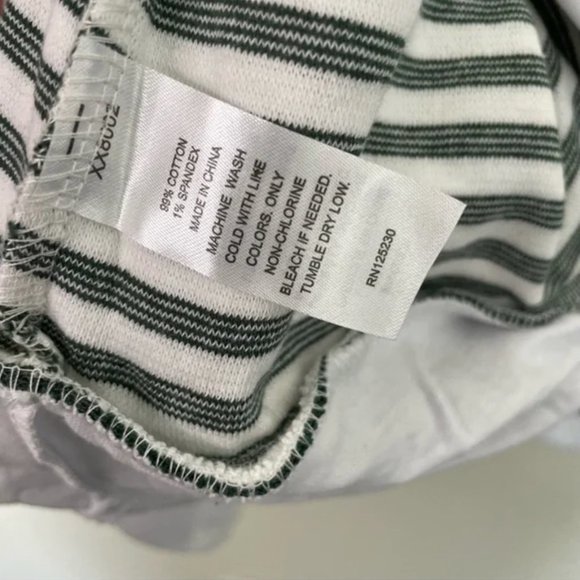 XX8002
99% COTTON
1% SPANDEX
MADE IN CHINA
MACHINE WASH
COLD WITH LIKE
COLORS. ONLY
NON-CHLORINE
BLEACH IF NEEDED.
TUMBLE DRY LOW.
RN125230